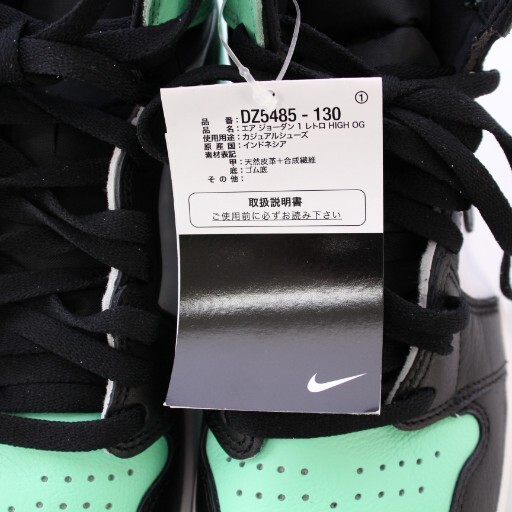 ①
品 番： DZ5485 - 130
品 名： エア ジョーダン 1 レトロ HIGH OG
使用用途： カジュアルシューズ
原 産 国： インドネシア
素材表記
甲： 天然皮革＋合成繊維
底： ゴム底
そ の 他：
取扱説明書
ご使用前に必ずお読み下さい